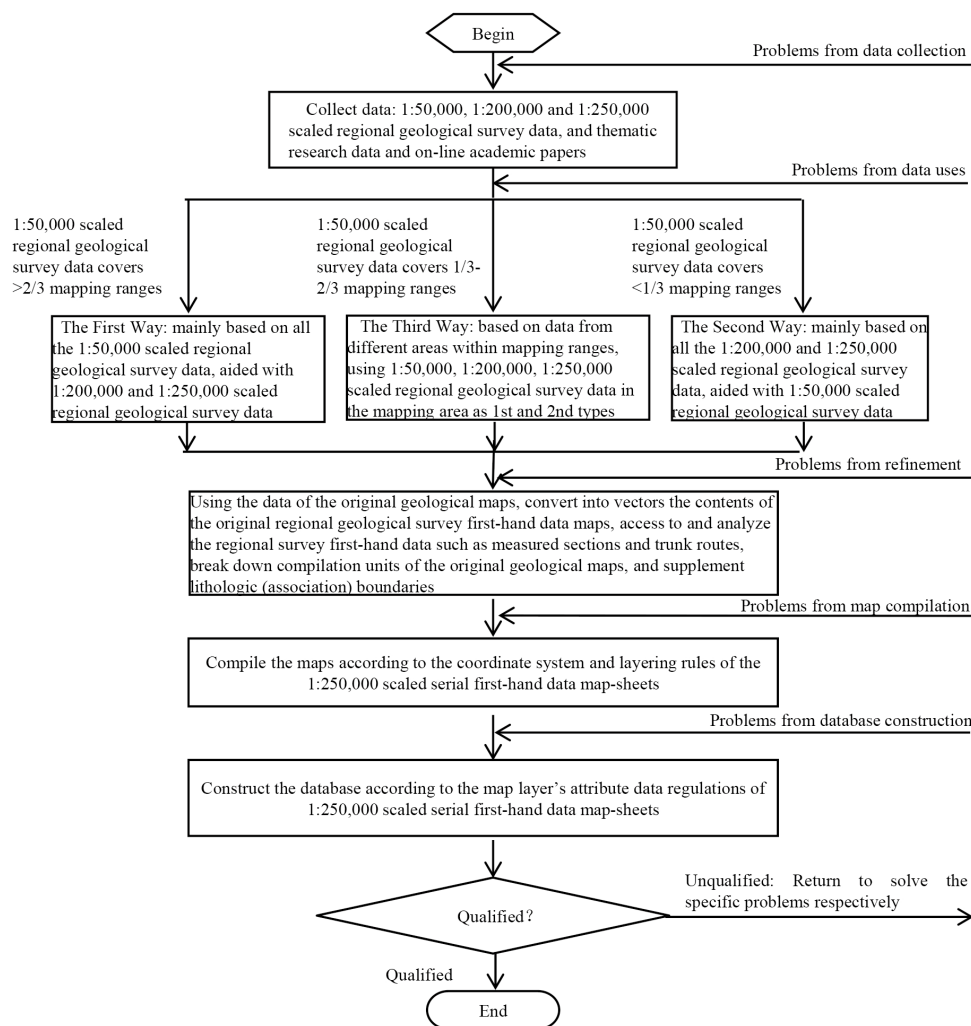 Begin
Problems from data collection
Collect data: 1:50,000, 1:200,000 and 1:250,000
scaled regional geological survey data, and thematic
research data and on-line academic papers
Problems from data uses
1:50,000 scaled
regional geological
survey data covers
>2/3 mapping ranges
1:50,000 scaled
regional geological
survey data covers 1/3-
2/3 mapping ranges
1:50,000 scaled
regional geological
survey data covers
<1/3 mapping ranges
The First Way: mainly based on all
the 1:50,000 scaled regional
geological survey data, aided with
1:200,000 and 1:250,000 scaled
regional geological survey data
The Third Way: based on data from
different areas within mapping ranges,
using 1:50,000, 1:200,000, 1:250,000
scaled regional geological survey data in
the mapping area as 1st and 2nd types
The Second Way: mainly based on
all the 1:200,000 and 1:250,000
scaled regional geological survey
data, aided with 1:50,000 scaled
regional geological survey data
Problems from refinement
Using the data of the original geological maps, convert into vectors the contents of
the original regional geological survey first-hand data maps, access to and analyze
the regional survey first-hand data such as measured sections and trunk routes,
break down compilation units of the original geological maps, and supplement
lithologic (association) boundaries
Problems from map compilation
Compile the maps according to the coordinate system and layering rules of the
1:250,000 scaled serial first-hand data map-sheets
Problems from database construction
Construct the database according to the map layer's attribute data regulations of
1:250,000 scaled serial first-hand data map-sheets
Unqualified: Return to solve the
specific problems respectively
Qualified?
Qualified
End